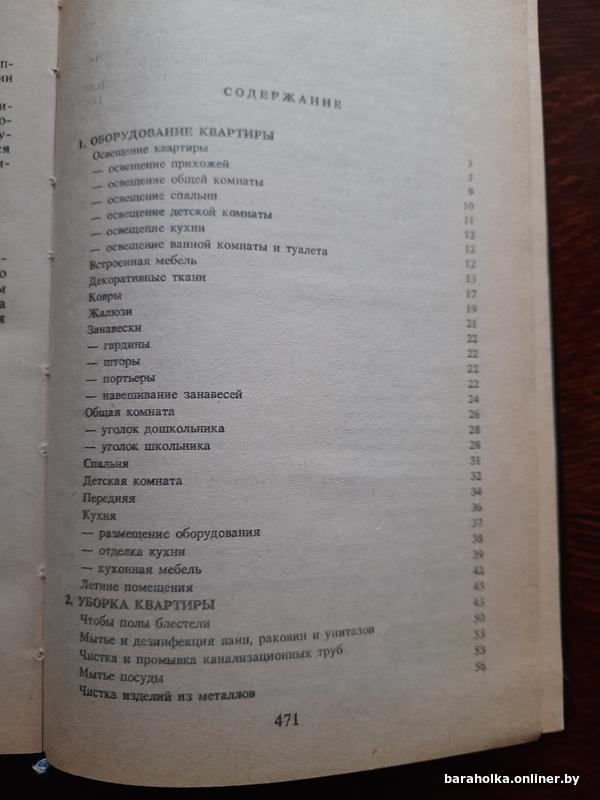 п-
ии
и-
о-
у-
ся
и-
о
м
а
я
СОДЕРЖАНИЕ
1. ОБОРУДОВАНИЕ КВАРТИРЫ 3
Освещение квартиры 5
— освещение прихожей 9
— освещение общей комнаты 10
— освещение спальни 11
— освещение детской комнаты 12
— освещение кухни 12
— освещение ванной комнаты и туалета 12
Встроенная мебель 13
Декоративные ткани 17
Ковры 19
Жалюзи 21
Занавески 22
— гардины 22
— шторы 22
— портьеры 22
— навешивание занавесей 24
Общая комната 26
— уголок дошкольника 28
— уголок школьника 28
Спальня 31
Детская комната 32
Передняя 34
Кухня 36
— размещение оборудования 37
— отделка кухни 38
— кухонная мебель 39
Летние помещения 42
2. УБОРКА КВАРТИРЫ 43
Чтобы полы блестели 43
Мытье и дезинфекция ванн, раковин и унитазов 50
Чистка и промывка канализационных труб 53
Мытье посуды 53
Чистка изделий из металлов 56
471
baraholka.onliner.by